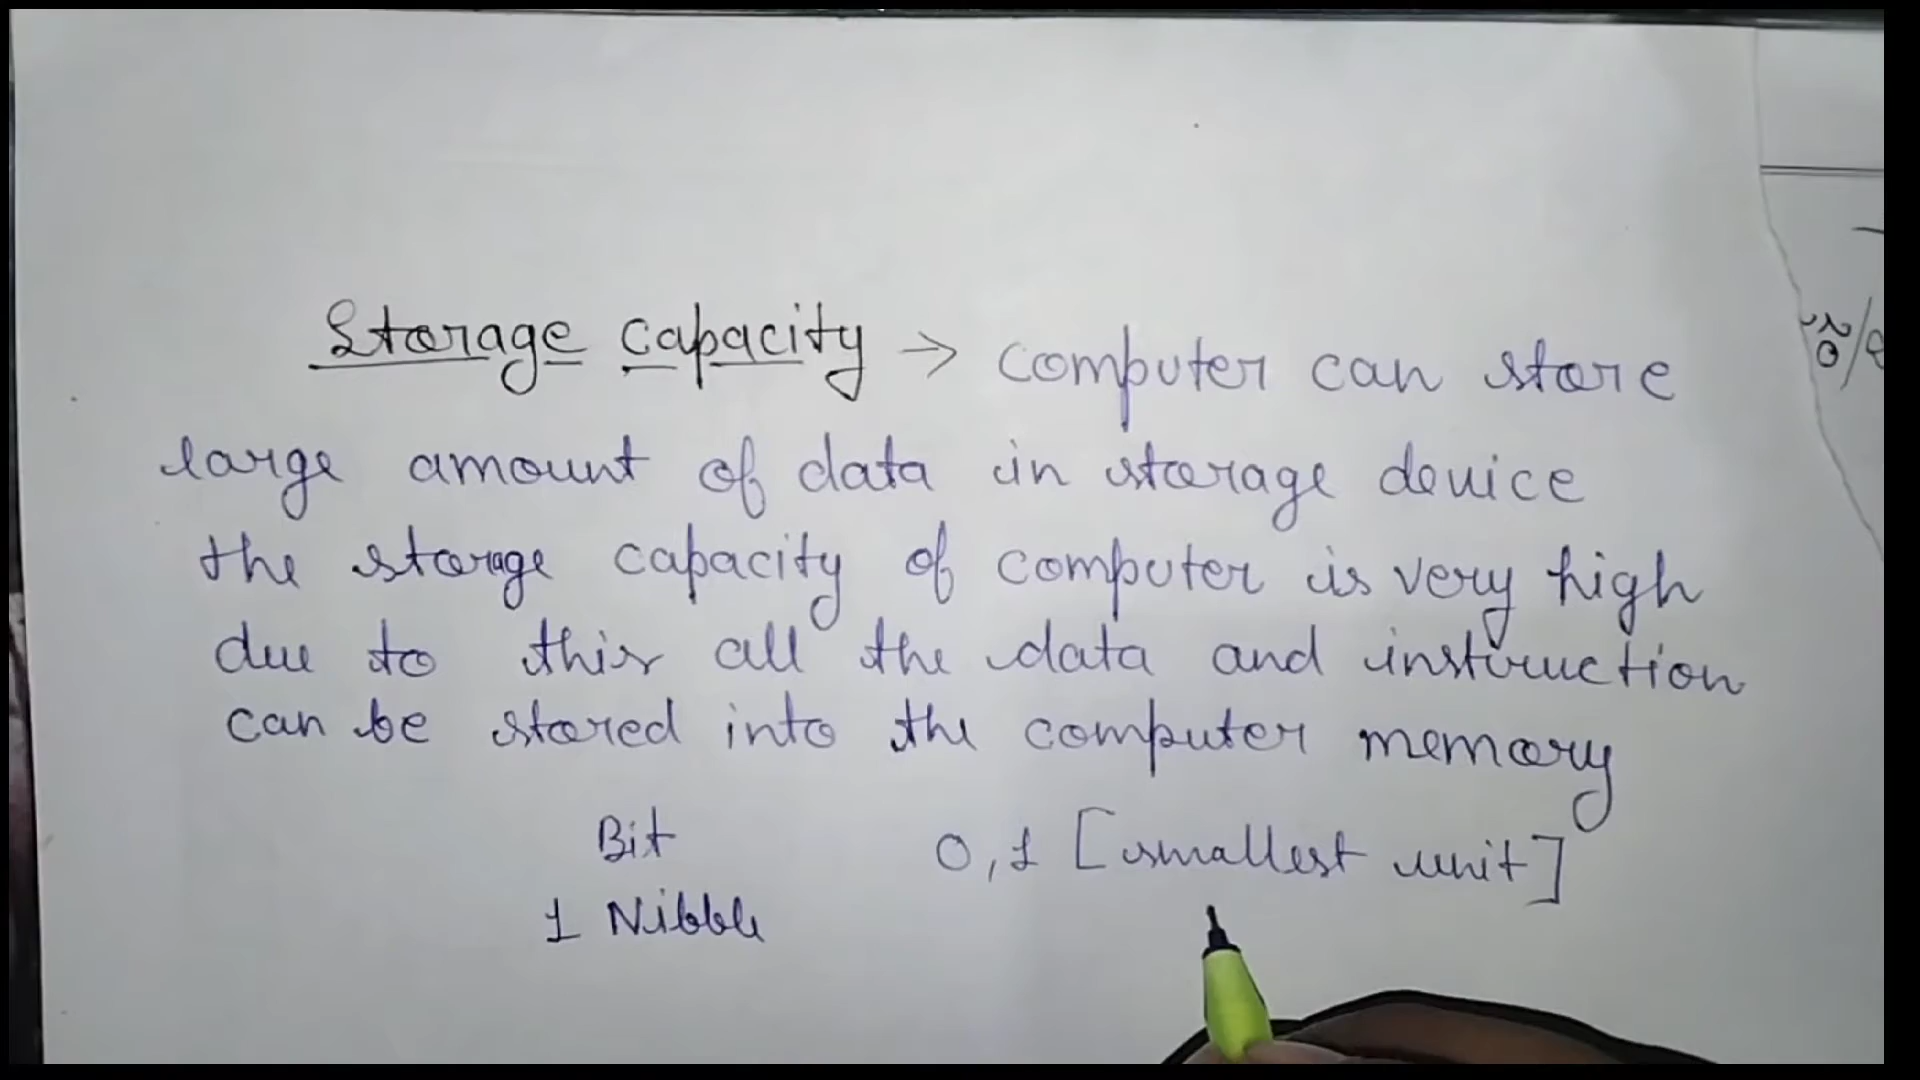 Storage capacity → computer can store
large amount of data in storage device
the storage capacity of computer is very high
due to this all the data and instruction
can be stored into the computer memory
Bit 0,1 [smallest unit]
1 Nibble